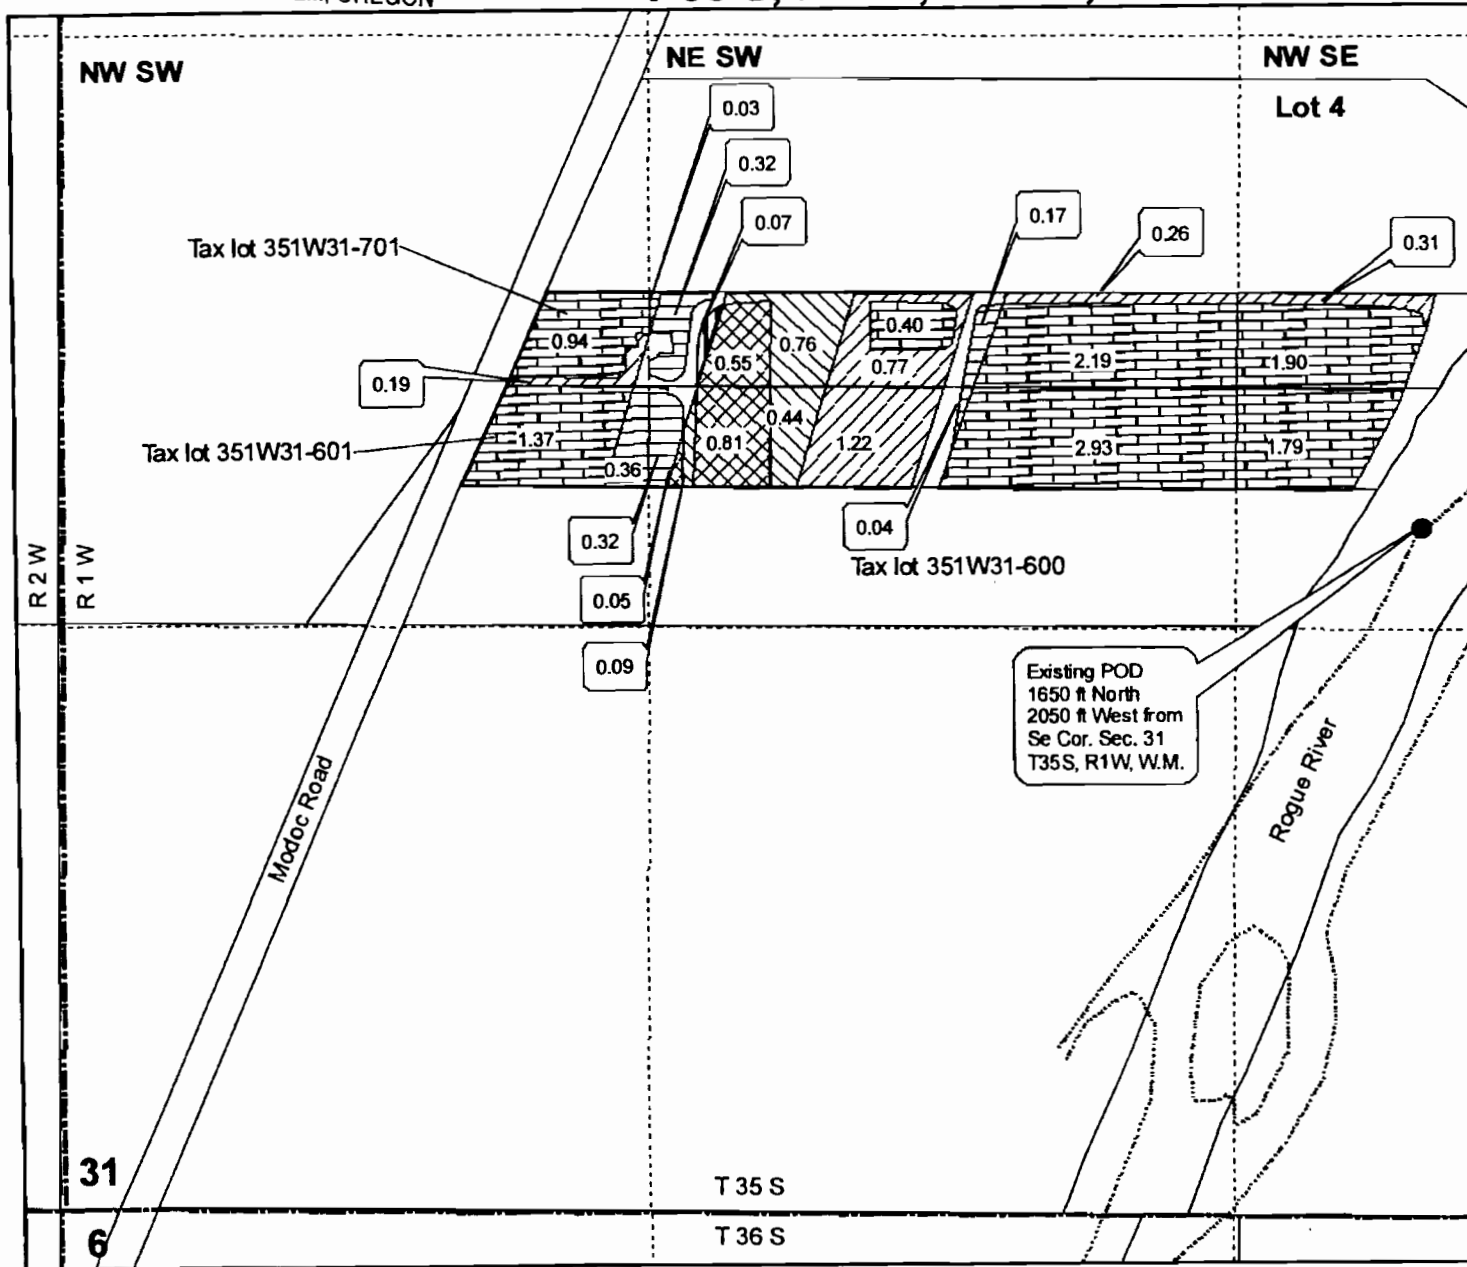 OREGON
NW SW
NE SW
NW SE
Lot 4
0.03
0.32
0.07
0.17
0.26
0.31
Tax lot 351W31-701
0.94
0.40
0.76
0.55
0.77
2.19
1.90
0.19
Tax lot 351W31-601
1.37
0.36
0.81
0.44
1.22
2.93
1.79
0.32
0.04
Tax lot 351W31-600
0.05
0.09
R 2 W
R 1 W
Existing POD
1650 ft North
2050 ft West from
Se Cor. Sec. 31
T35S, R1W, W.M.
Modoc Road
Rogue River
31
T 35 S
6
T 36 S